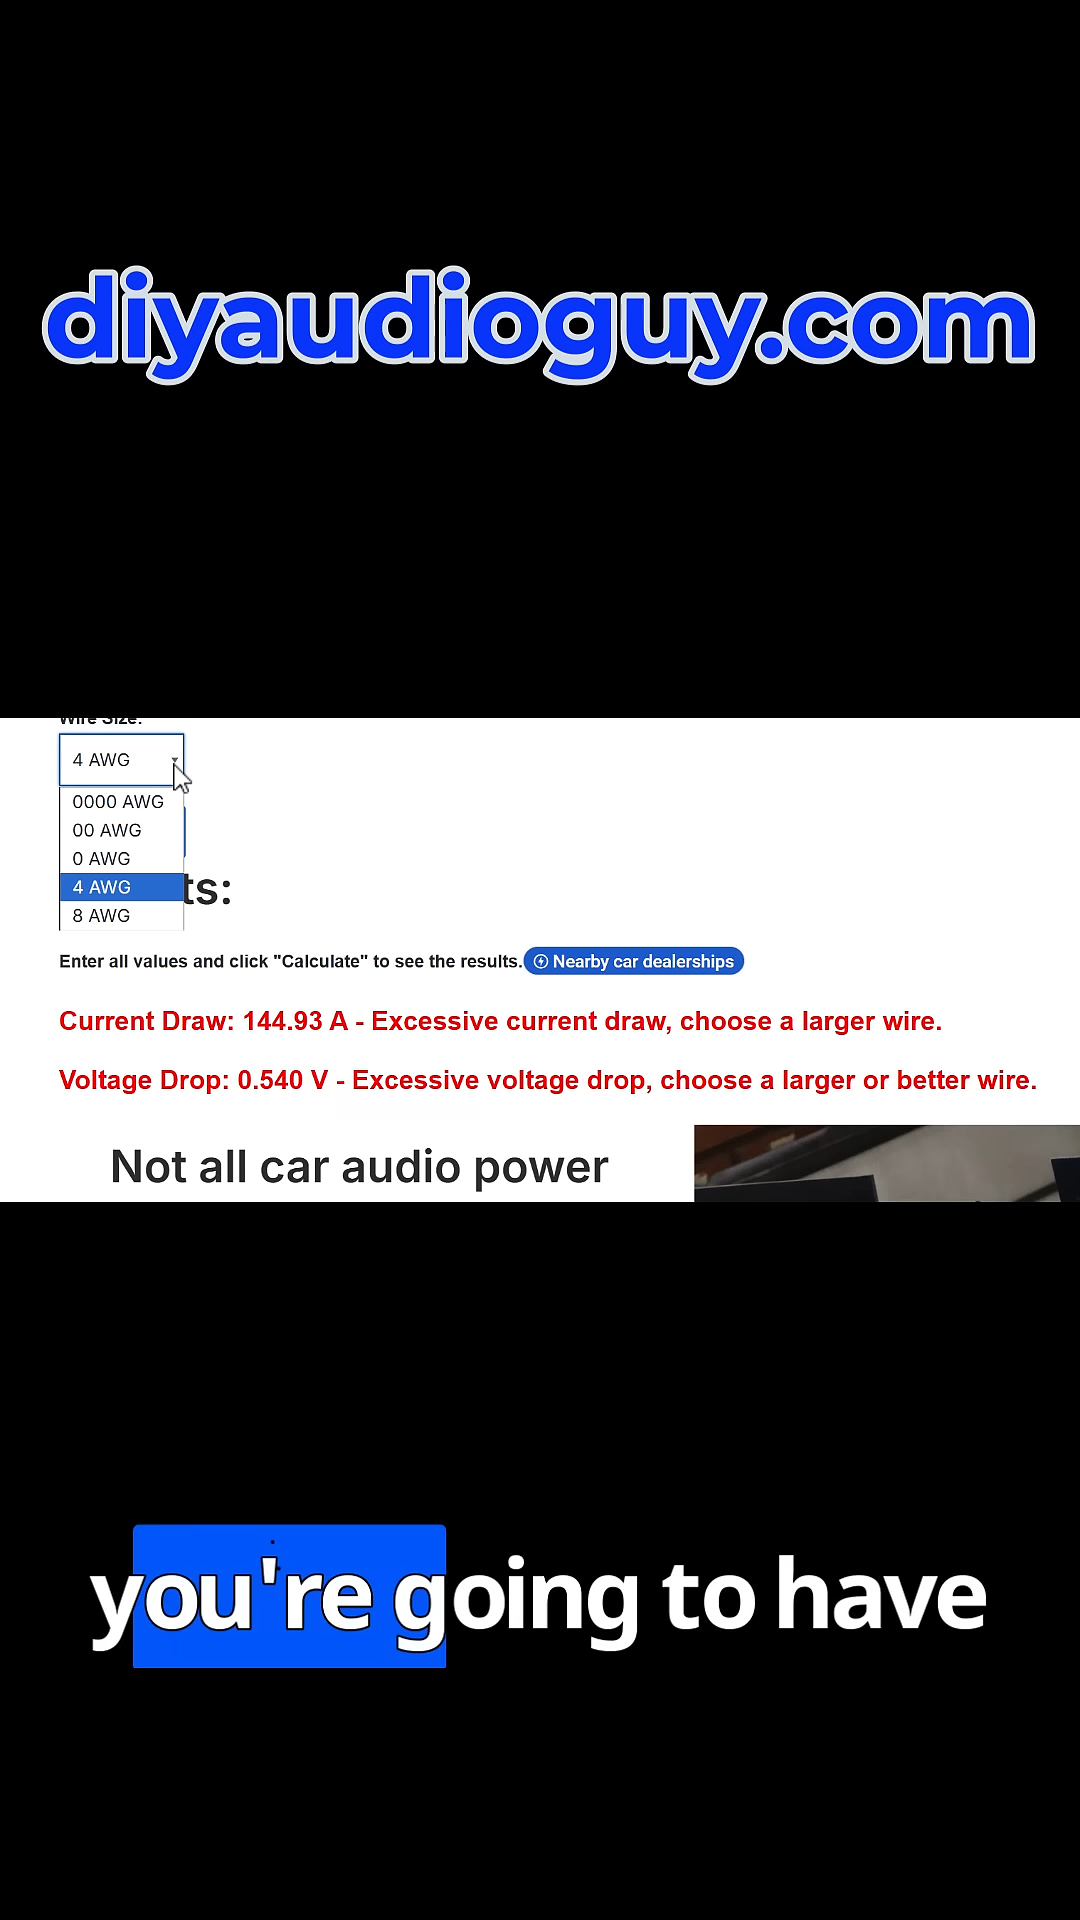 diyaudioguy.com
Wire Size:
4 AWG
0000 AWG
00 AWG
0 AWG
4 AWG
8 AWG
ts:
Enter all values and click "Calculate" to see the results. Nearby car dealerships
Current Draw: 144.93 A - Excessive current draw, choose a larger wire.
Voltage Drop: 0.540 V - Excessive voltage drop, choose a larger or better wire.
Not all car audio power
you're going to have